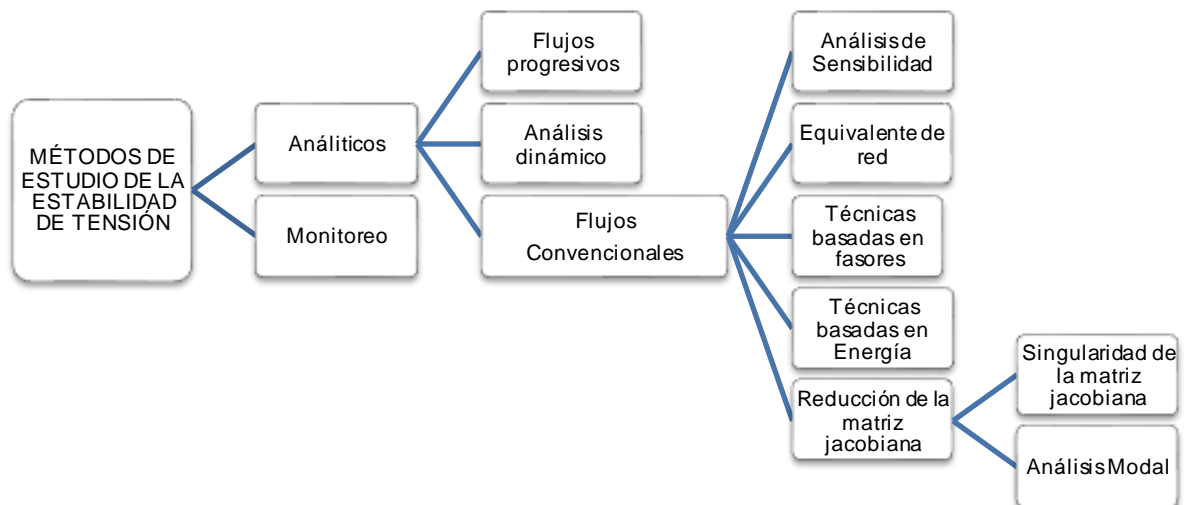 MÉTODOS DE
ESTUDIO DE LA
ESTABILIDAD
DE TENSIÓN
Análiticos
Monitoreo
Flujos
progresivos
Análisis
dinámico
Flujos
Convencionales
Análisis de
Sensibilidad
Equivalente de
red
Técnicas
basadas en
fasores
Técnicas
basadas en
Energía
Reducción de la
matriz
jacobiana
Singularidad de
la matriz
jacobiana
Análisis Modal